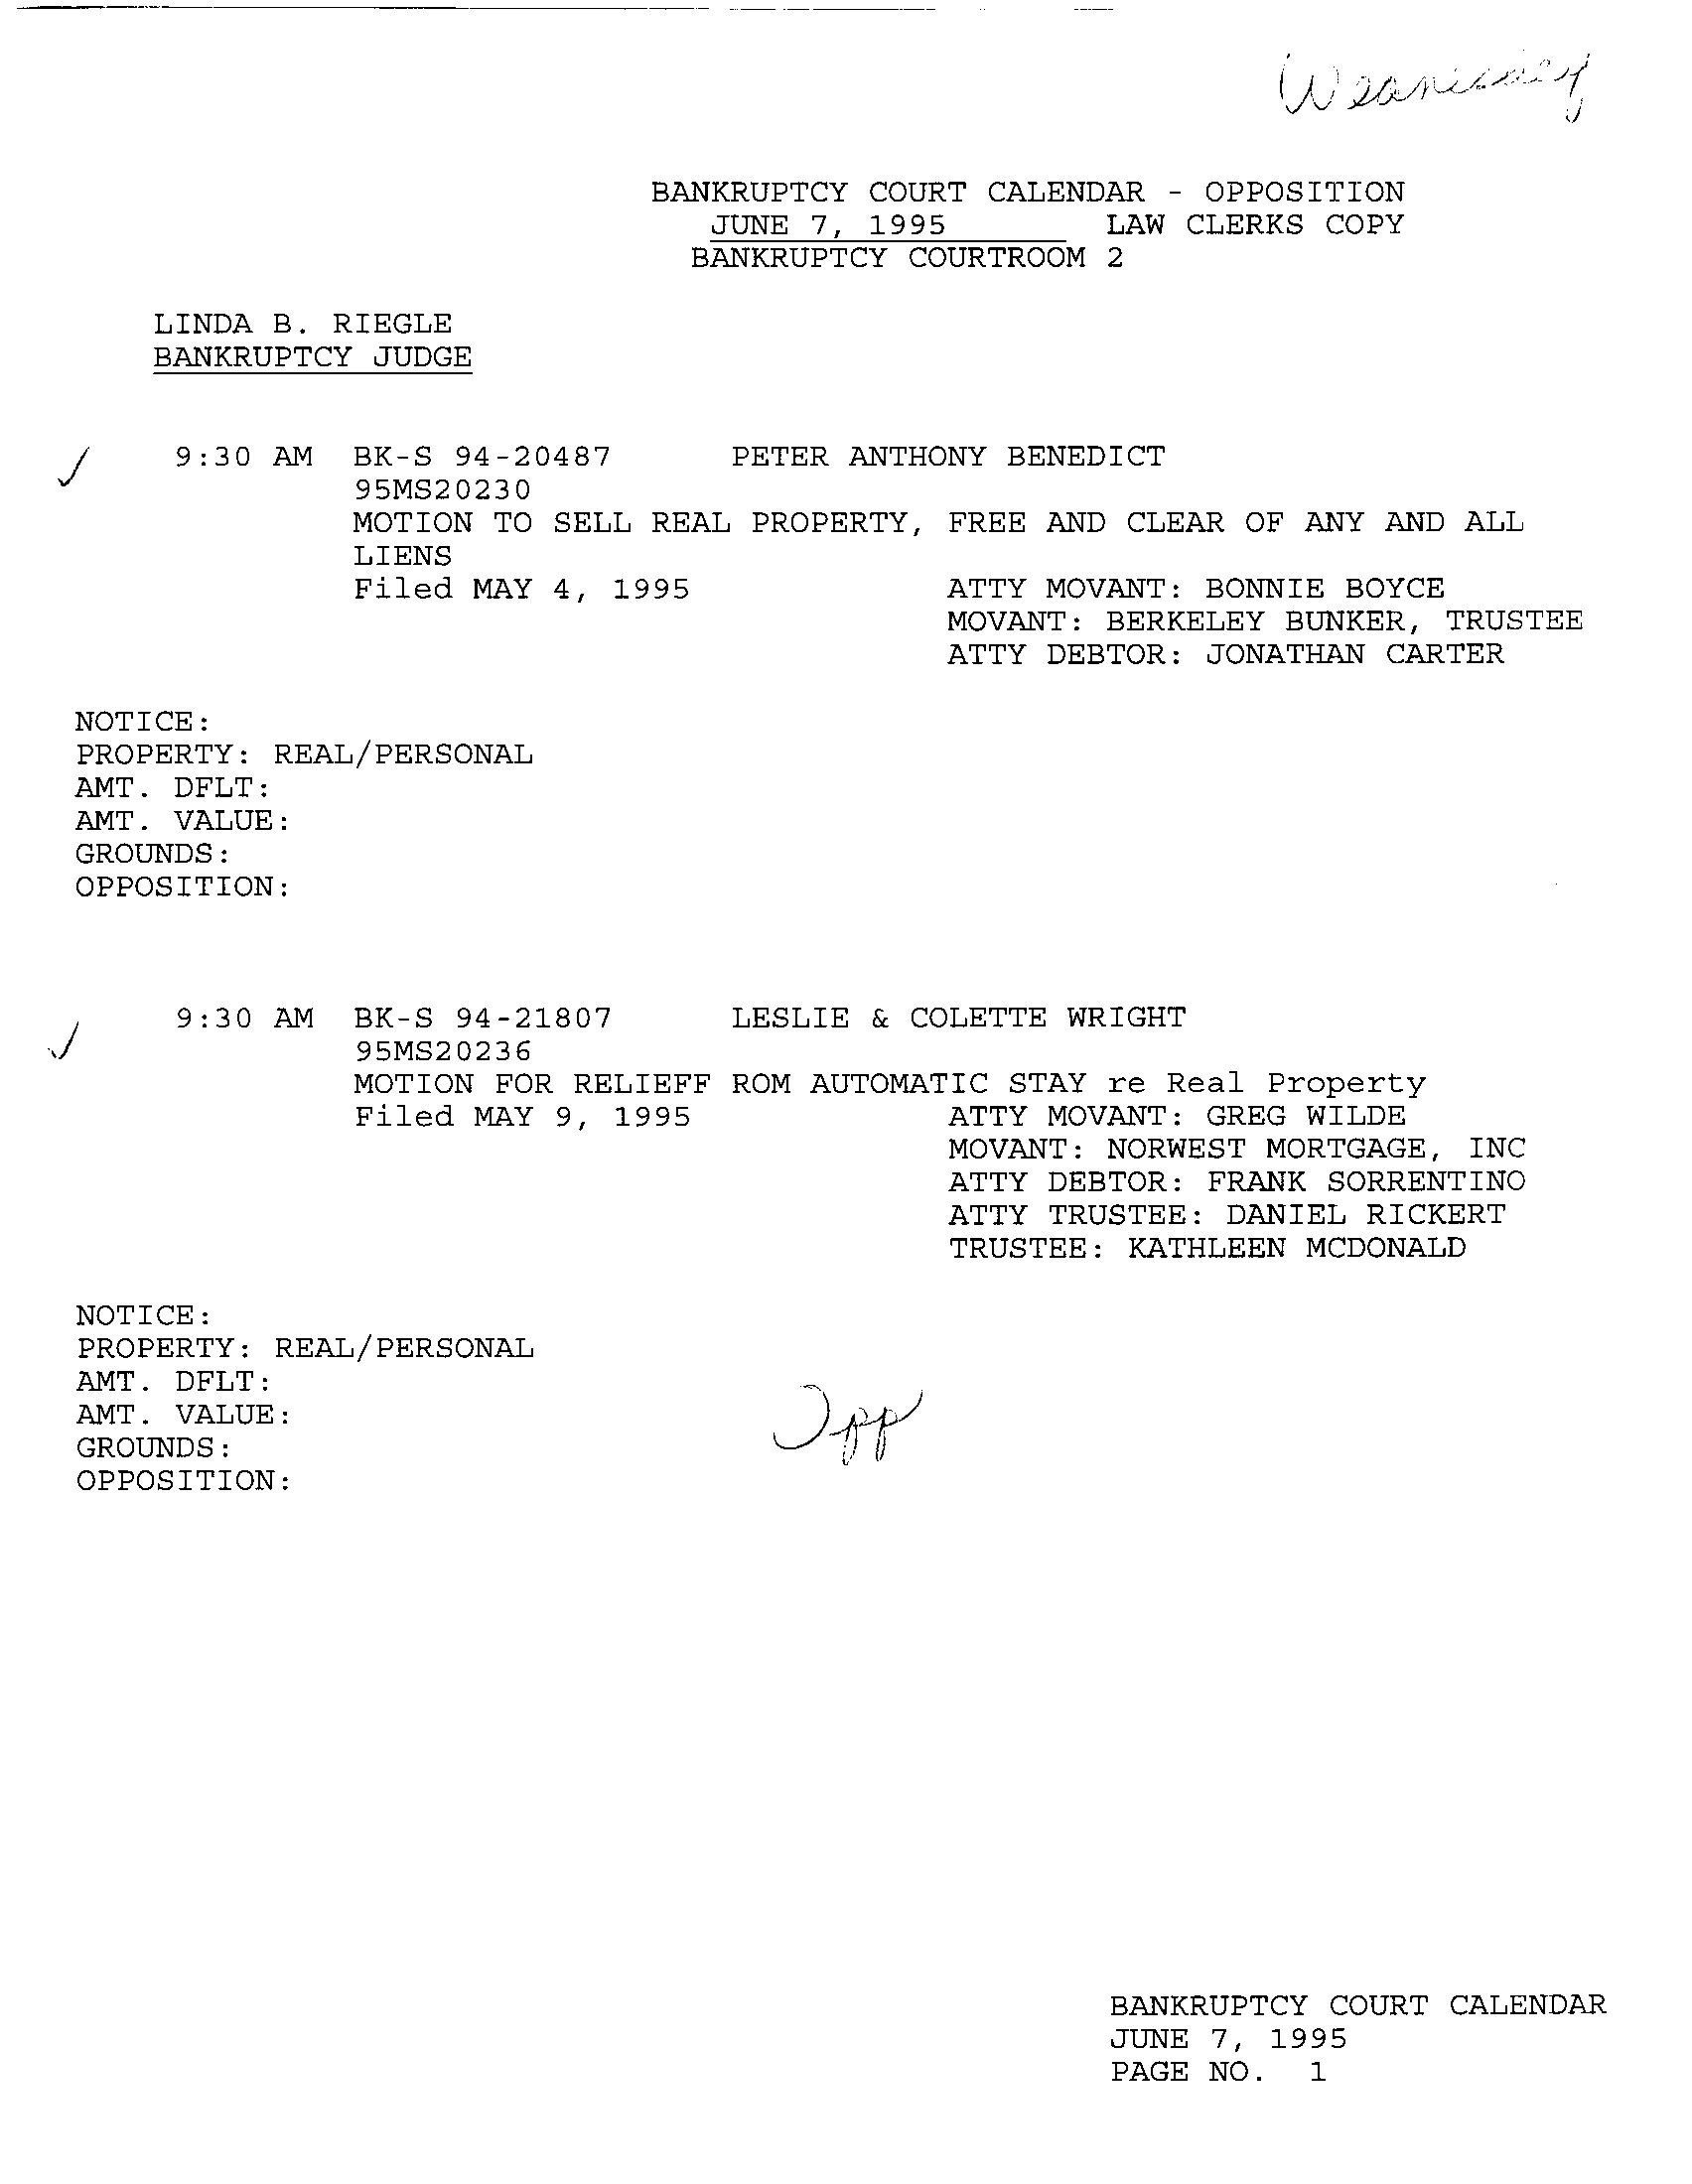 Wednesday
BANKRUPTCY COURT CALENDAR - OPPOSITION
JUNE 7, 1995 LAW CLERKS COPY
BANKRUPTCY COURTROOM 2
LINDA B. RIEGLE
BANKRUPTCY JUDGE
✓ 9:30 AM BK-S 94-20487 PETER ANTHONY BENEDICT
95MS20230
MOTION TO SELL REAL PROPERTY, FREE AND CLEAR OF ANY AND ALL
LIENS
Filed MAY 4, 1995 ATTY MOVANT: BONNIE BOYCE
MOVANT: BERKELEY BUNKER, TRUSTEE
ATTY DEBTOR: JONATHAN CARTER
NOTICE:
PROPERTY: REAL/PERSONAL
AMT. DFLT:
AMT. VALUE:
GROUNDS:
OPPOSITION:
✓ 9:30 AM BK-S 94-21807 LESLIE & COLETTE WRIGHT
95MS20236
MOTION FOR RELIEFF ROM AUTOMATIC STAY re Real Property
Filed MAY 9, 1995 ATTY MOVANT: GREG WILDE
MOVANT: NORWEST MORTGAGE, INC
ATTY DEBTOR: FRANK SORRENTINO
ATTY TRUSTEE: DANIEL RICKERT
TRUSTEE: KATHLEEN MCDONALD
NOTICE:
PROPERTY: REAL/PERSONAL
AMT. DFLT:
AMT. VALUE:
GROUNDS:
OPPOSITION:
Opp
BANKRUPTCY COURT CALENDAR
JUNE 7, 1995
PAGE NO. 1